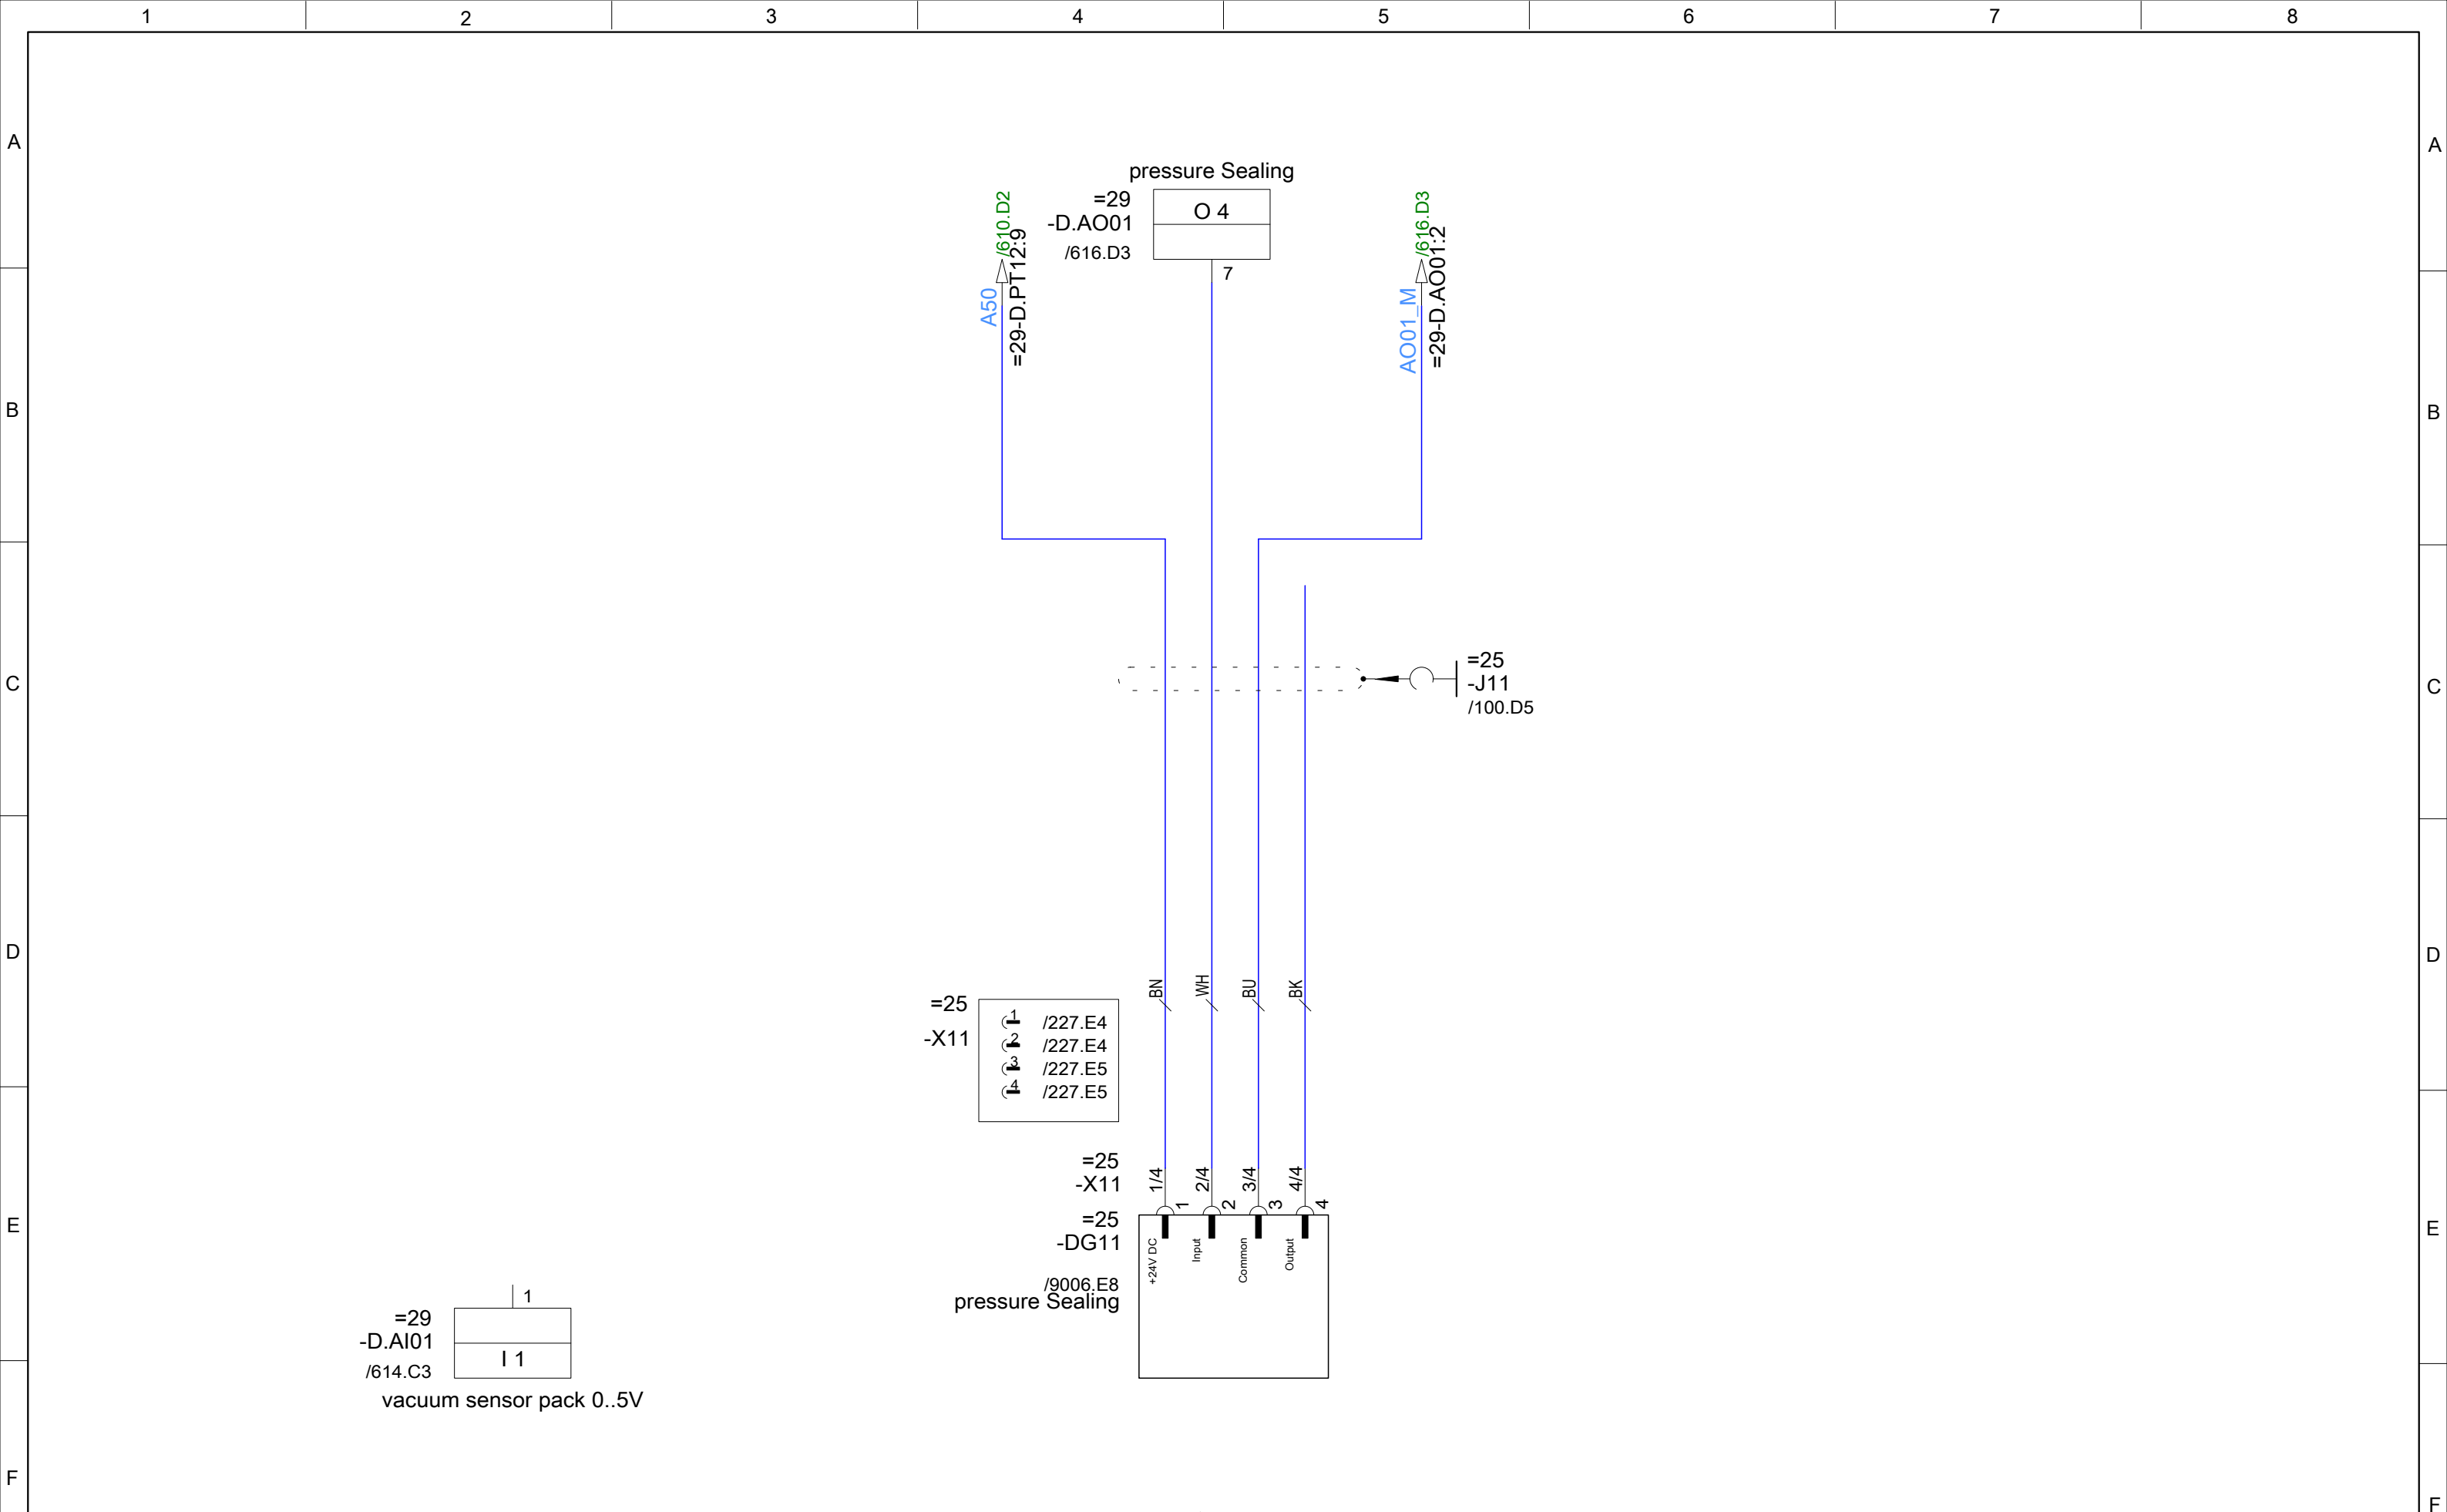 1 2 3 4 5 6 7 8
A
A
pressure Sealing
=29
-D.AO01
/616.D3
O 4
7
/610.D2
A50
=29-D.PT12:9
/616.D3
AO01_M
=29-D.AO01:2
B
B
C
C
=25
-J11
/100.D5
D
D
BN WH BU BK
=25
-X11
1 /227.E4
2 /227.E4
3 /227.E5
4 /227.E5
=25
-X11
1/4 2/4 3/4 4/4
1 2 3 4
E
E
=25
-DG11
/9006.E8
pressure Sealing
+24V DC Input Common Output
1
=29
-D.AI01
/614.C3
I 1
vacuum sensor pack 0..5V
F
F